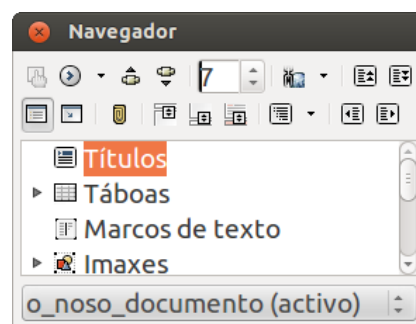 Navegador
7
Títulos
Táboas
Marcos de texto
Imaxes
o_noso_documento (activo)